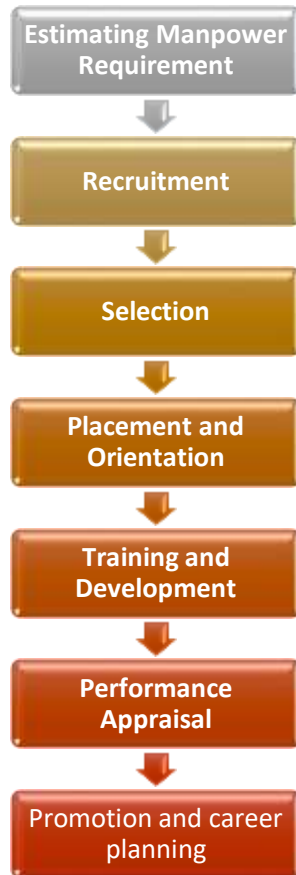 Estimating Manpower
Requirement
Recruitment
Selection
Placement and
Orientation
Training and
Development
Performance
Appraisal
Promotion and career
planning